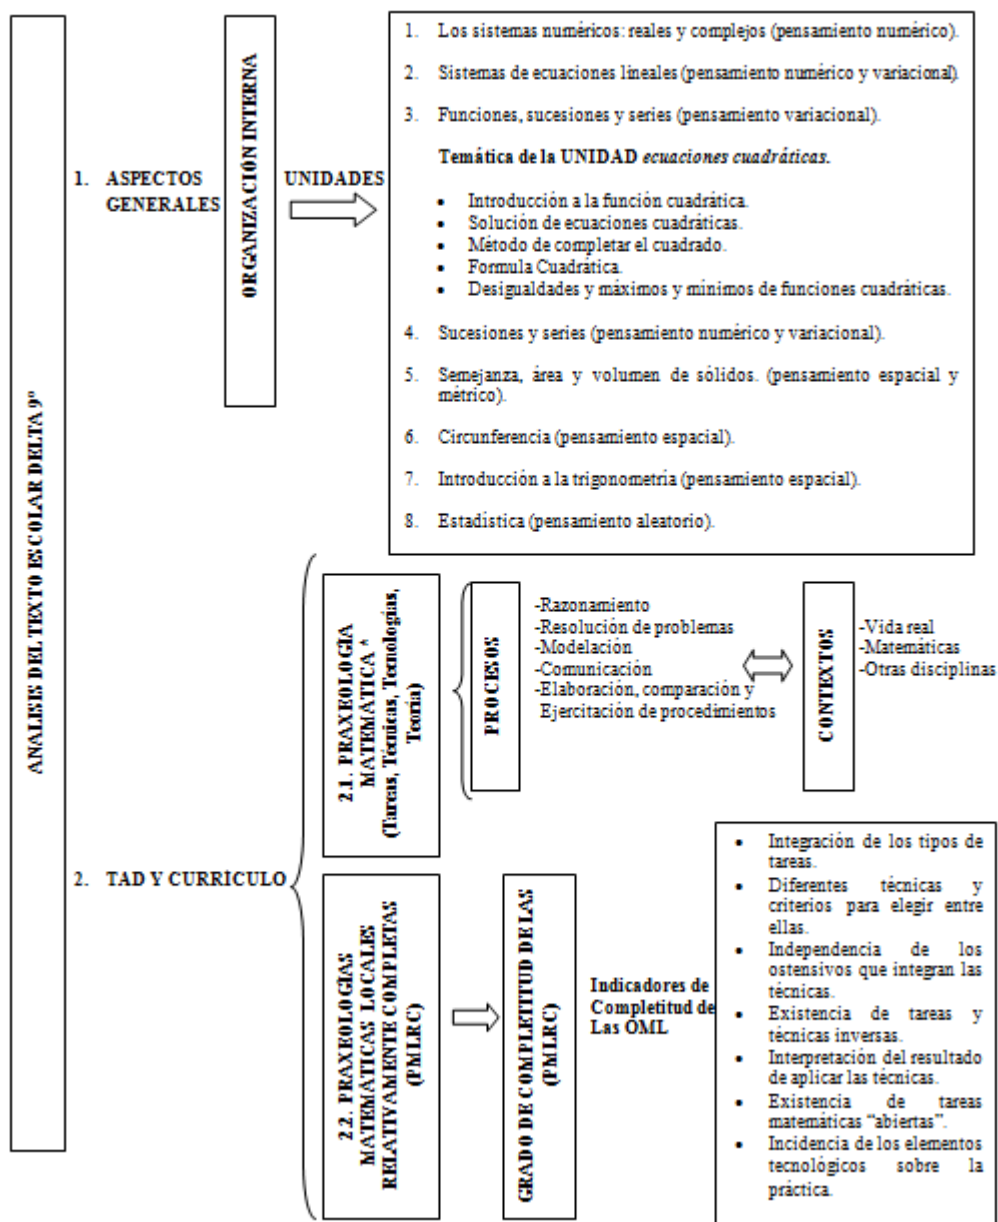 ANALISIS DEL TEXTO ESCOLAR DELTA 9º
1. ASPECTOS
GENERALES
ORGANIZACIÓN INTERNA
UNIDADES
1. Los sistemas numéricos: reales y complejos (pensamiento numérico).
2. Sistemas de ecuaciones lineales (pensamiento numérico y variacional).
3. Funciones, sucesiones y series (pensamiento variacional).
Temática de la UNIDAD ecuaciones cuadráticas.
• Introducción a la función cuadrática.
• Solución de ecuaciones cuadráticas.
• Método de completar el cuadrado.
• Formula Cuadrática.
• Desigualdades y máximos y mínimos de funciones cuadráticas.
4. Sucesiones y series (pensamiento numérico y variacional).
5. Semejanza, área y volumen de sólidos. (pensamiento espacial y
métrico).
6. Circunferencia (pensamiento espacial).
7. Introducción a la trigonometría (pensamiento espacial).
8. Estadística (pensamiento aleatorio).
2. TAD Y CURRÍCULO
2.1. PRAXEOLOGÍA
MATEMÁTICA *
(Tareas, Técnicas, Tecnologías,
Teoría)
PROCESOS
-Razonamiento
-Resolución de problemas
-Modelación
-Comunicación
-Elaboración, comparación y
Ejercitación de procedimientos
CONTEXTOS
-Vida real
-Matemáticas
-Otras disciplinas
2.2. PRAXEOLOGÍAS
MATEMÁTICAS LOCALES
RELATIVAMENTE COMPLETAS
(PMLRC)
GRADO DE COMPLETITUD DE LAS
(PMLRC)
Indicadores de
Completitud de
Las OML
• Integración de los tipos de
tareas.
• Diferentes técnicas y
criterios para elegir entre
ellas.
• Independencia de los
ostensivos que integran las
técnicas.
• Existencia de tareas y
técnicas inversas.
• Interpretación del resultado
de aplicar las técnicas.
• Existencia de tareas
matemáticas “abiertas”.
• Incidencia de los elementos
tecnológicos sobre la
práctica.